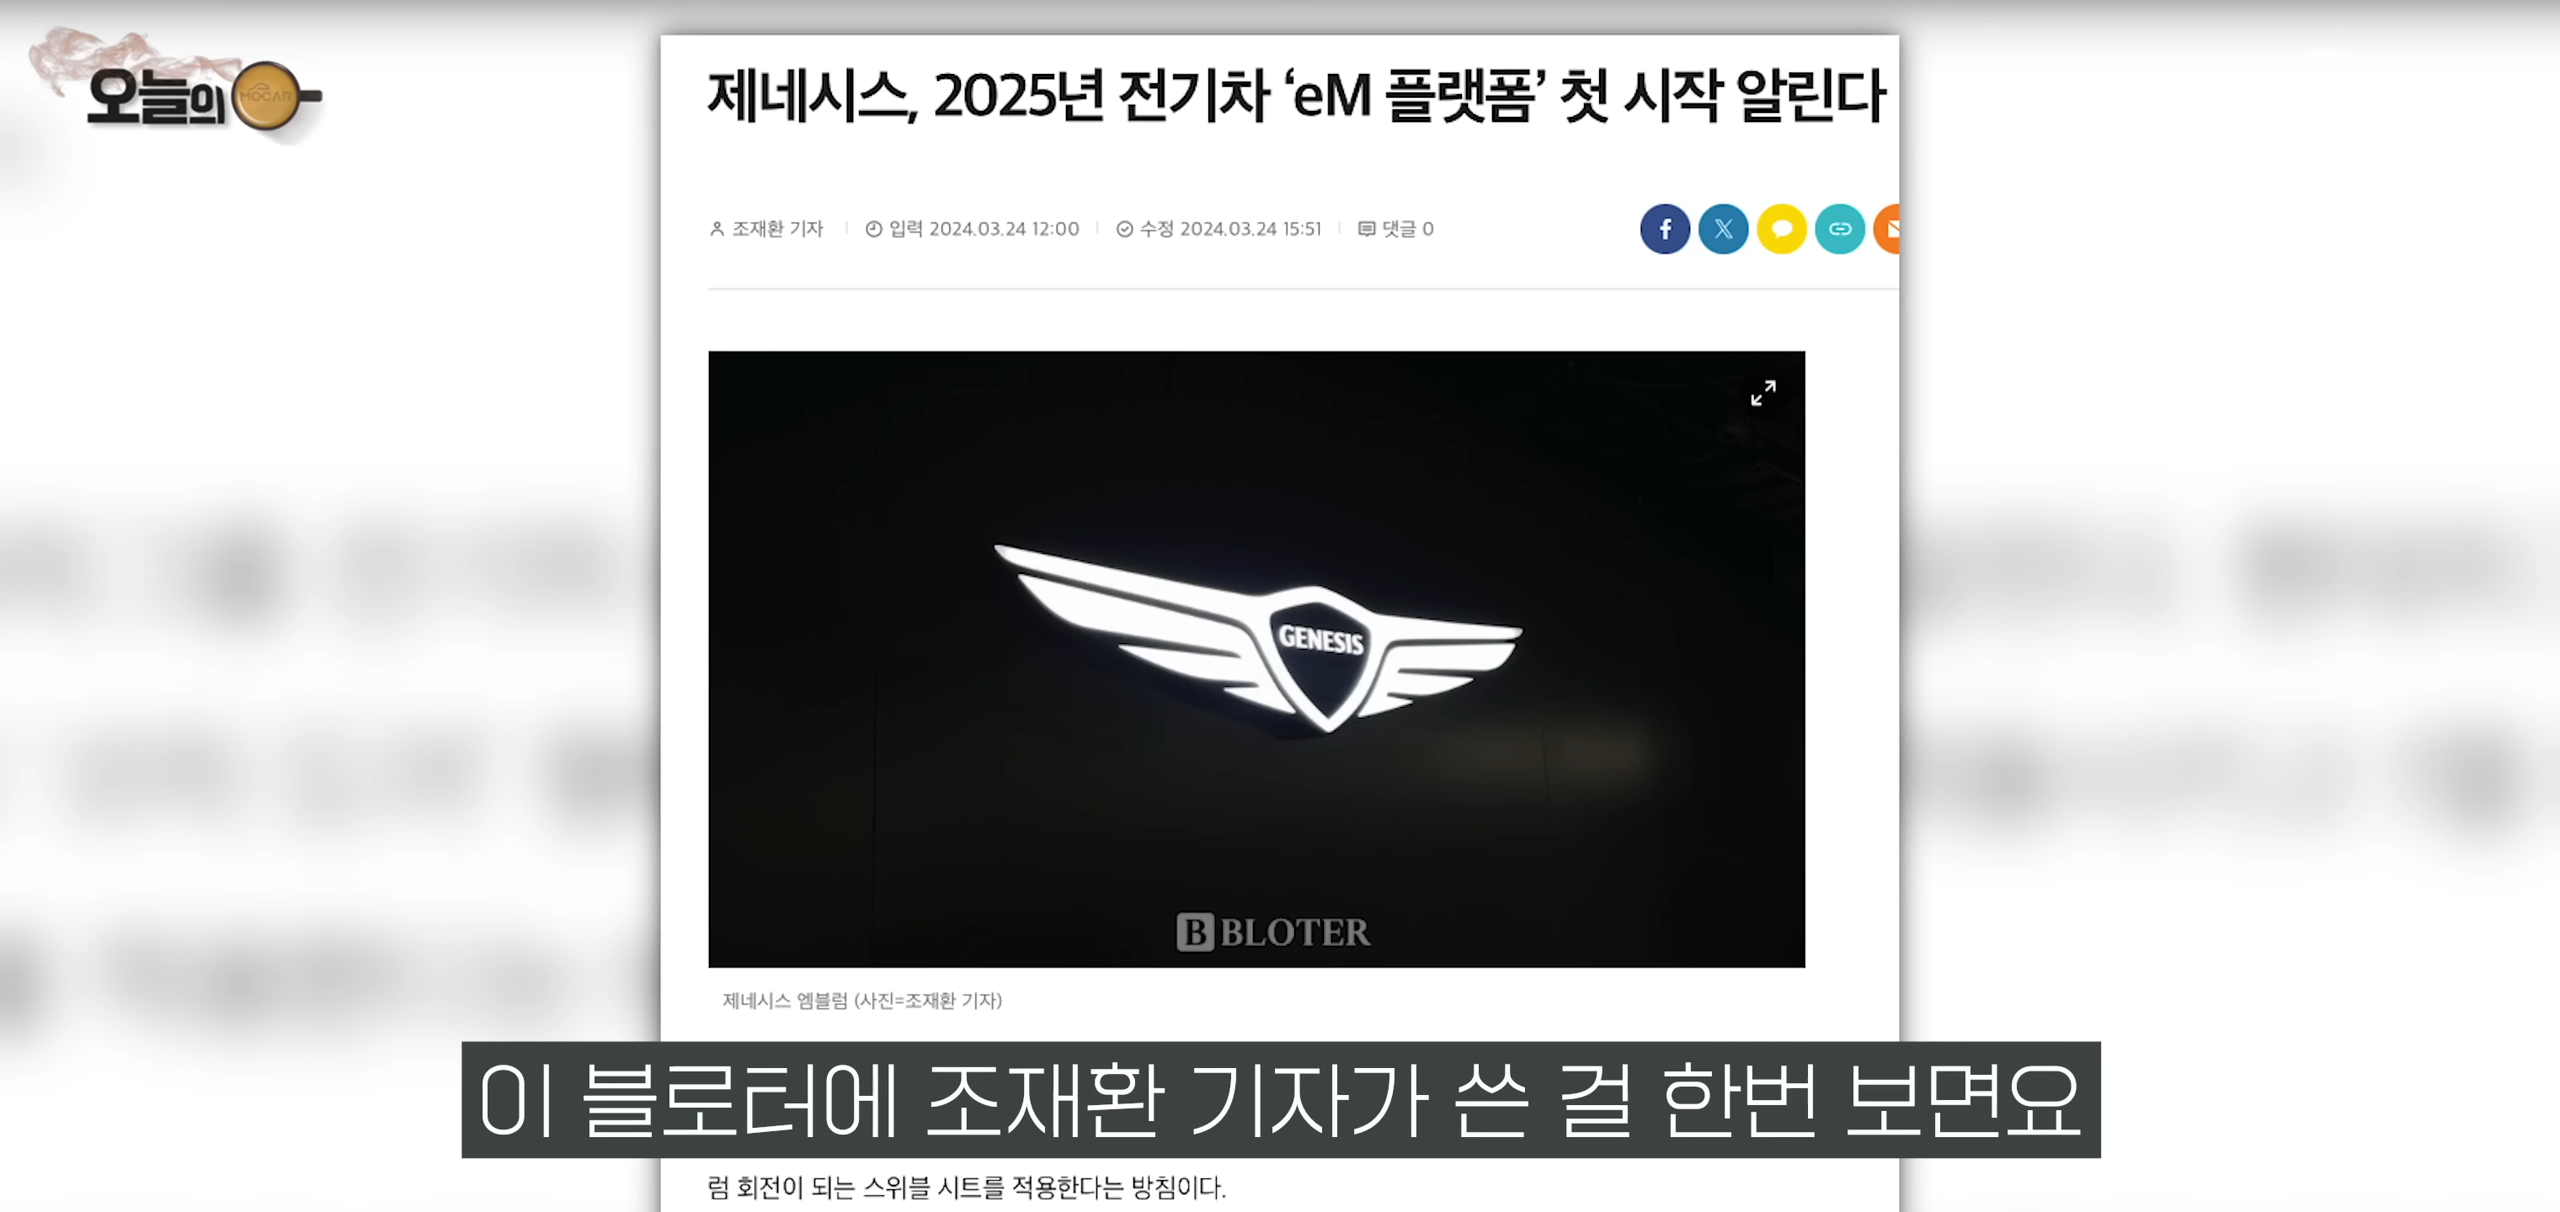 오늘의 MOCAR
제네시스, 2025년 전기차 ‘eM 플랫폼’ 첫 시작 알린다
조재환 기자 입력 2024.03.24 12:00 수정 2024.03.24 15:51 댓글 0
GENESIS
B BLOTER
제네시스 엠블럼 (사진=조재환 기자)
이 블로터에 조재환 기자가 쓴 걸 한번 보면요
럼 회전이 되는 스위블 시트를 적용한다는 방침이다.